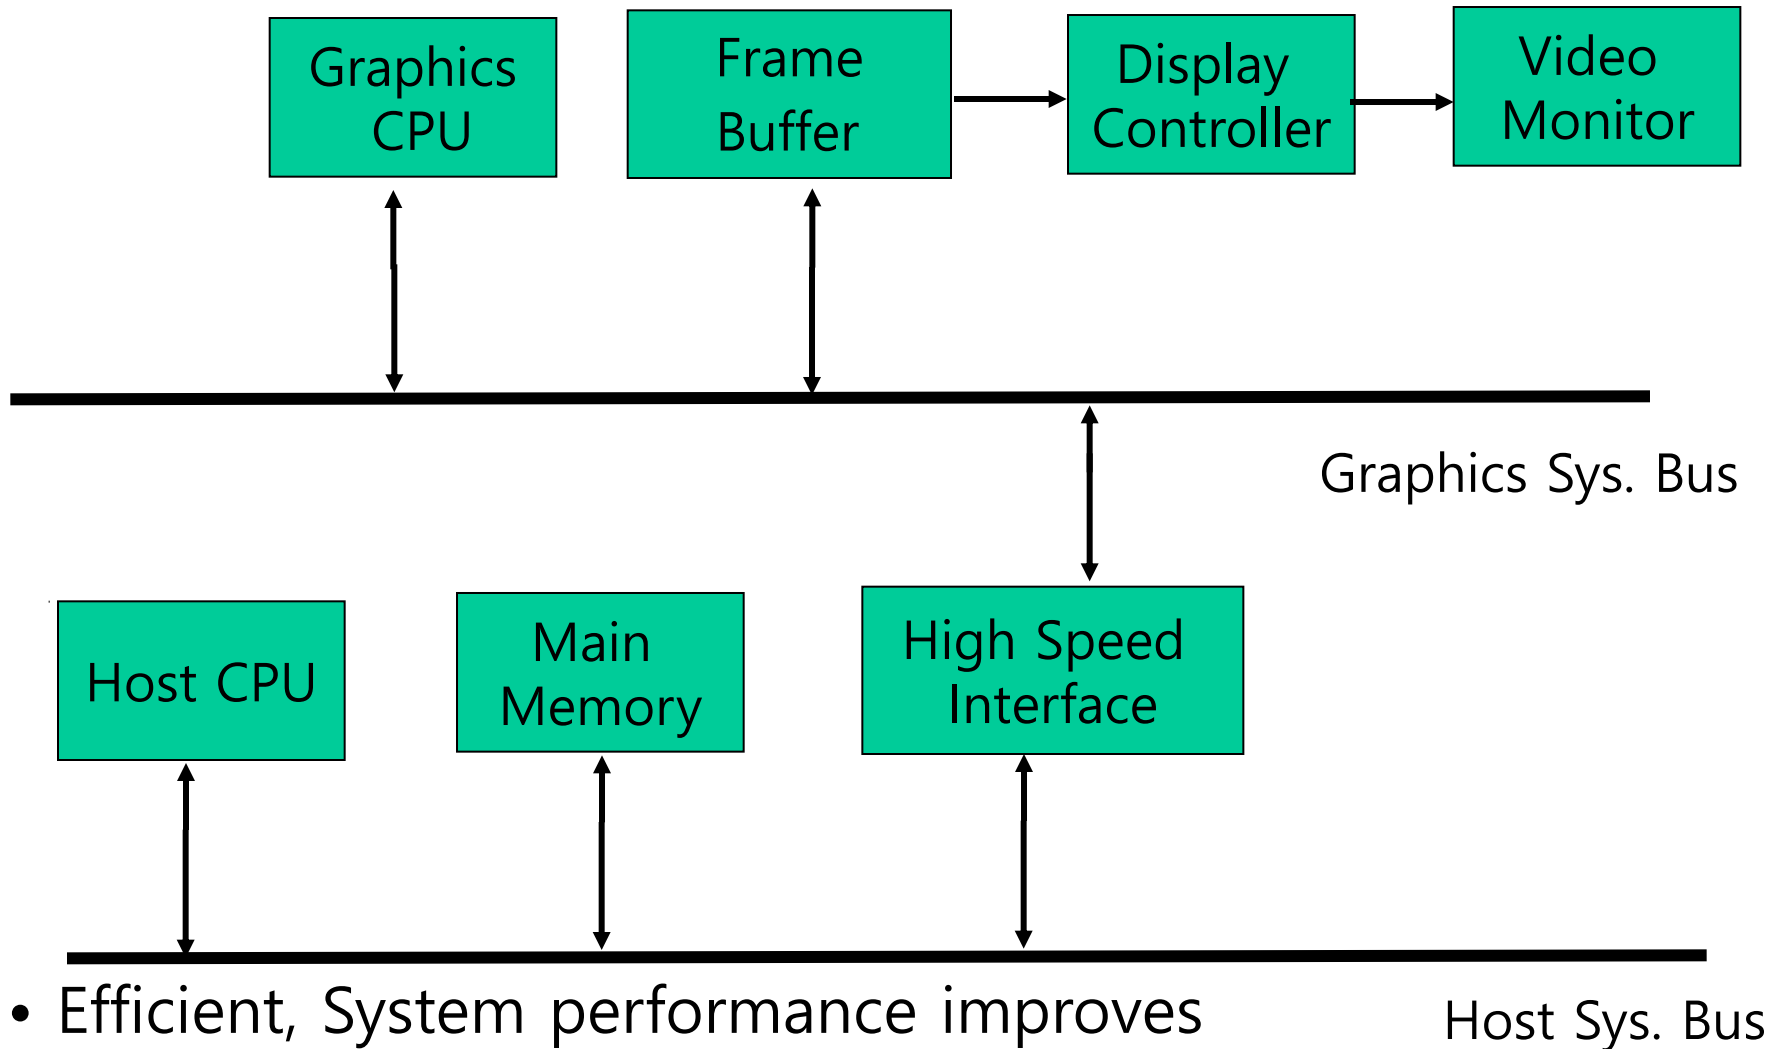 Graphics
CPU
Frame
Buffer
Display
Controller
Video
Monitor
Graphics Sys. Bus
Host CPU
Main
Memory
High Speed
Interface
• Efficient, System performance improves
Host Sys. Bus